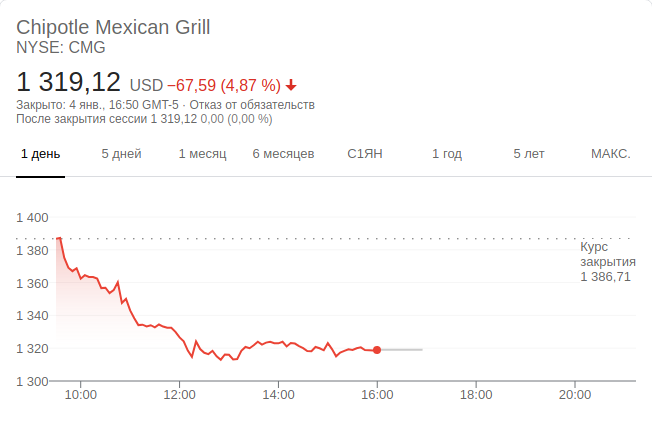 Chipotle Mexican Grill
NYSE: CMG
1 319,12 USD −67,59 (4,87 %)
Закрыто: 4 янв., 16:50 GMT-5 · Отказ от обязательств
После закрытия сессии 1 319,12 0,00 (0,00 %)
1 день 5 дней 1 месяц 6 месяцев С1ЯН 1 год 5 лет МАКС.
1 400
1 380
1 360
1 340
1 320
1 300
Курс
закрытия
1 386,71
10:00 12:00 14:00 16:00 18:00 20:00